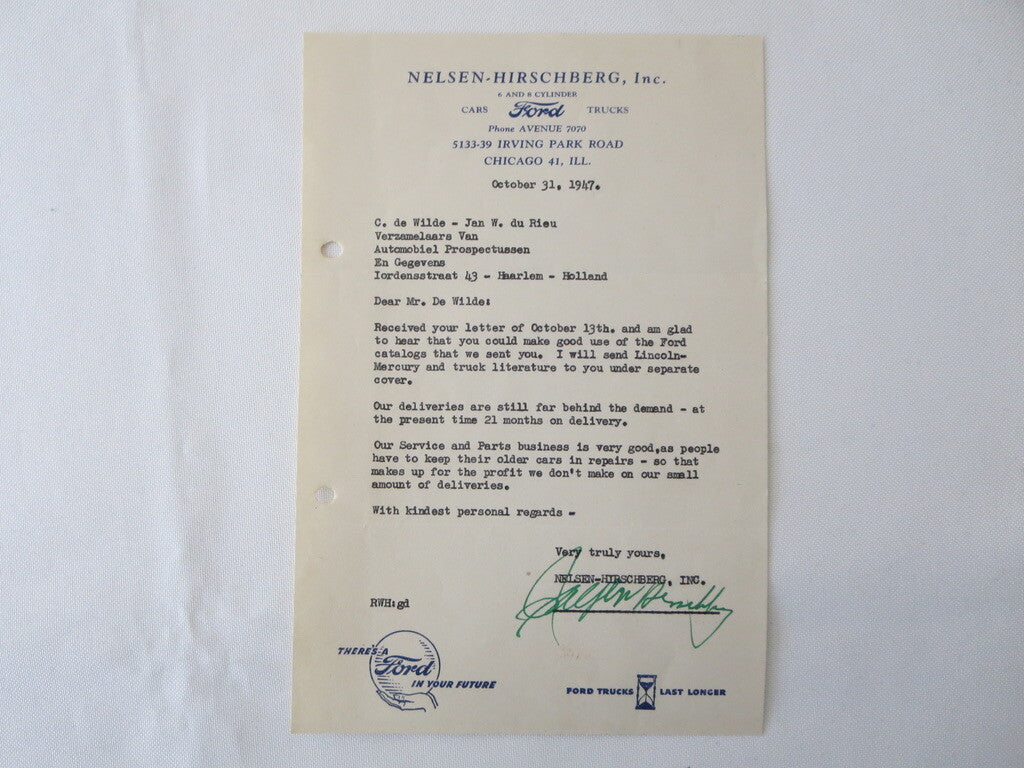 NELSEN-HIRSCHBERG, Inc.
6 AND 8 CYLINDER
CARS Ford TRUCKS
Phone AVENUE 7070
5133-39 IRVING PARK ROAD
CHICAGO 41, ILL.
October 31, 1947.
C. de Wilde - Jan W. du Rieu
Verzamelaars Van
Automobiel Prospectussen
En Gegevens
Iordensstraat 43 - Haarlem - Holland
Dear Mr. De Wilde:
Received your letter of October 13th. and am glad
to hear that you could make good use of the Ford
catalogs that we sent you. I will send Lincoln-
Mercury and truck literature to you under separate
cover.
Our deliveries are still far behind the demand - at
the present time 21 months on delivery.
Our Service and Parts business is very good,as people
have to keep their older cars in repairs - so that
makes up for the profit we don't make on our small
amount of deliveries.
With kindest personal regards -
Very truly yours,
NELSEN-HIRSCHBERG, INC.
Hirschberg
RWH:gd
THERE'S A
Ford
IN YOUR FUTURE
FORD TRUCKS LAST LONGER